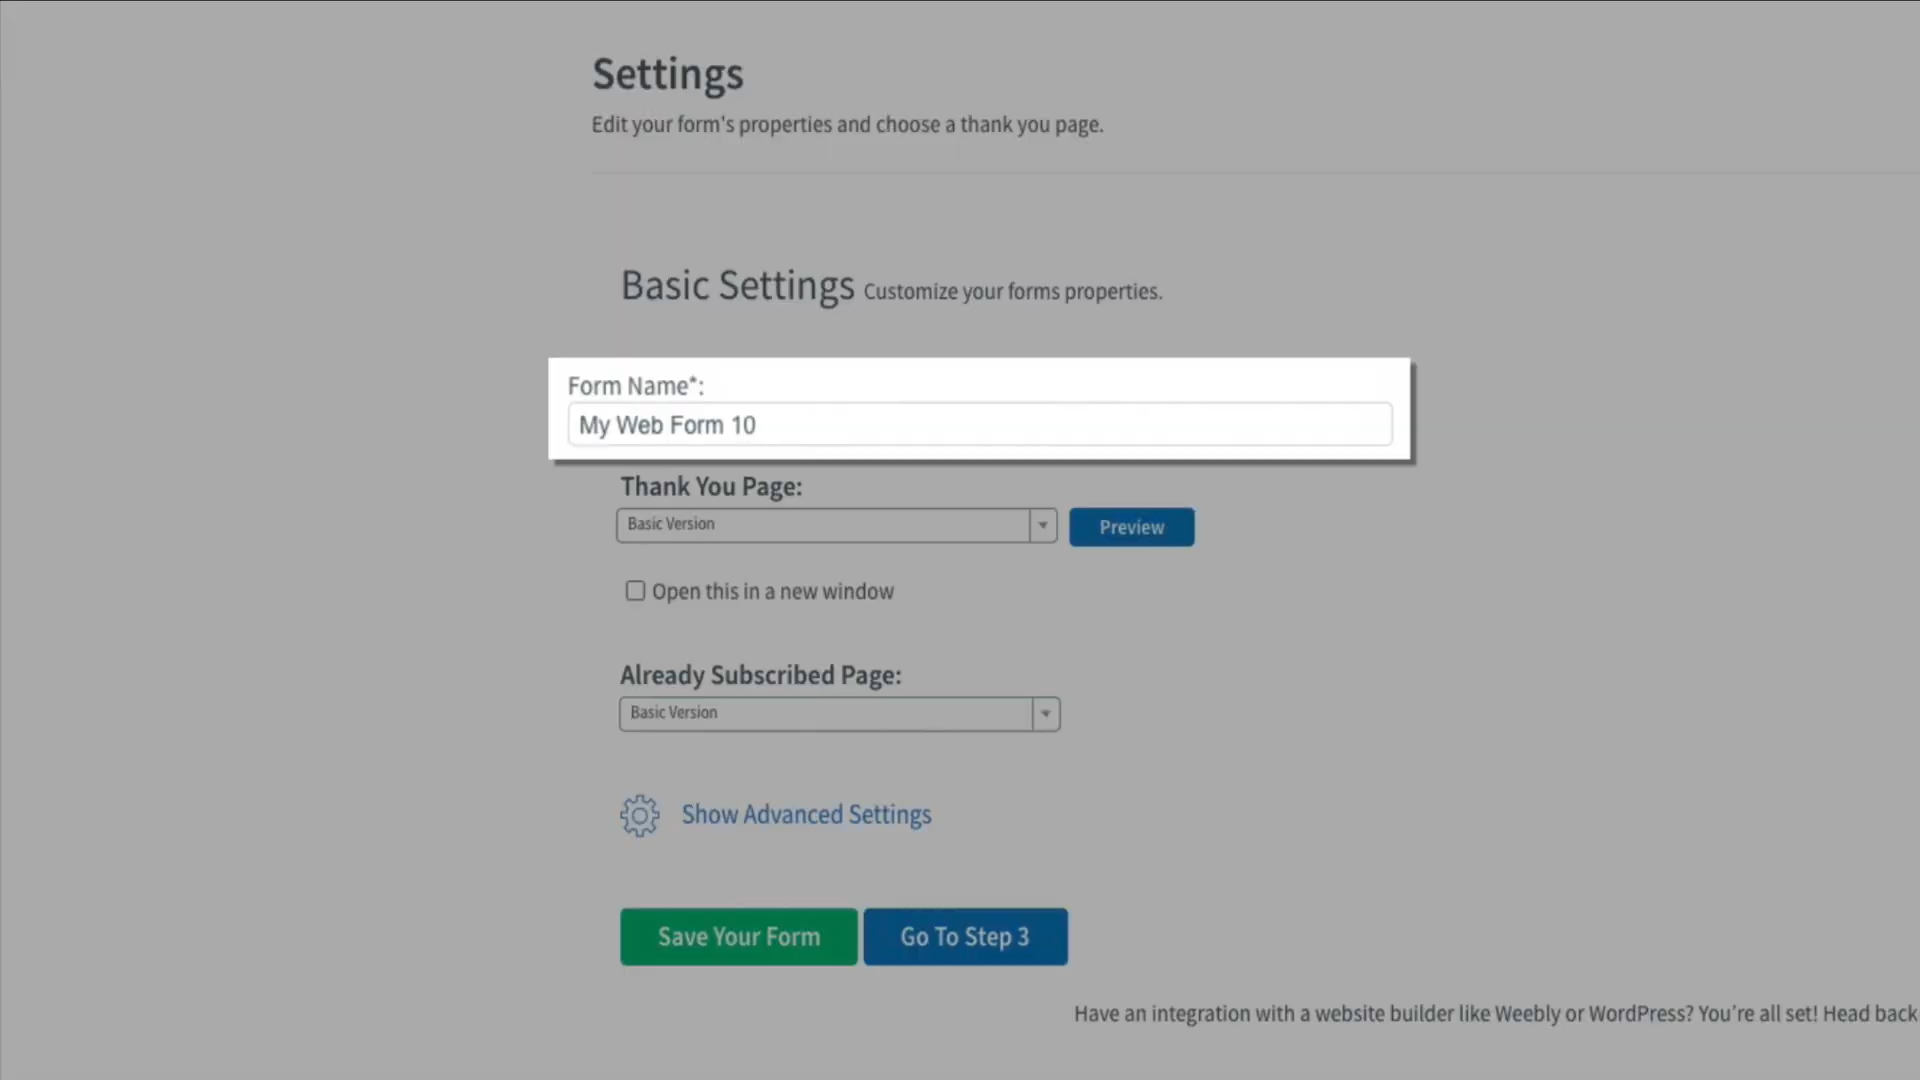 Settings
Edit your form's properties and choose a thank you page.
Basic Settings Customize your forms properties.
Form Name*:
My Web Form 10
Thank You Page:
Basic Version
Preview
Open this in a new window
Already Subscribed Page:
Basic Version
Show Advanced Settings
Save Your Form Go To Step 3
Have an integration with a website builder like Weebly or WordPress? You're all set! Head back